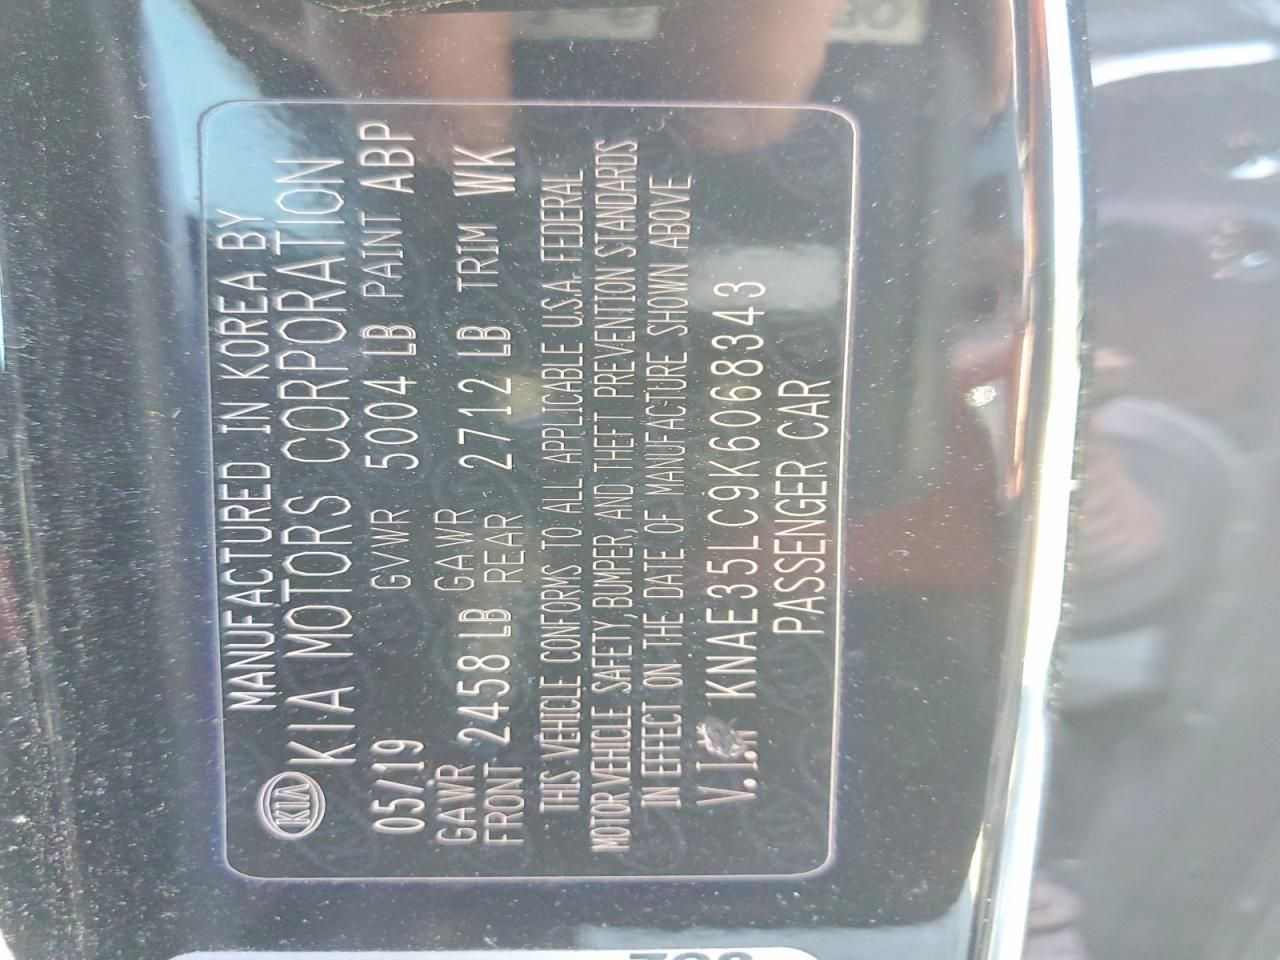 KIA
MANUFACTURED IN KOREA BY
KIA MOTORS CORPORATION
05/19 GVWR 5004 LB PAINT ABP
GAWR FRONT 2458 LB GAWR REAR 2712 LB TRIM WK
THIS VEHICLE CONFORMS TO ALL APPLICABLE U.S.A. FEDERAL
MOTOR VEHICLE SAFETY, BUMPER, AND THEFT PREVENTION STANDARDS
IN EFFECT ON THE DATE OF MANUFACTURE SHOWN ABOVE
V.I.N KNAE35LC9K6068343
PASSENGER CAR